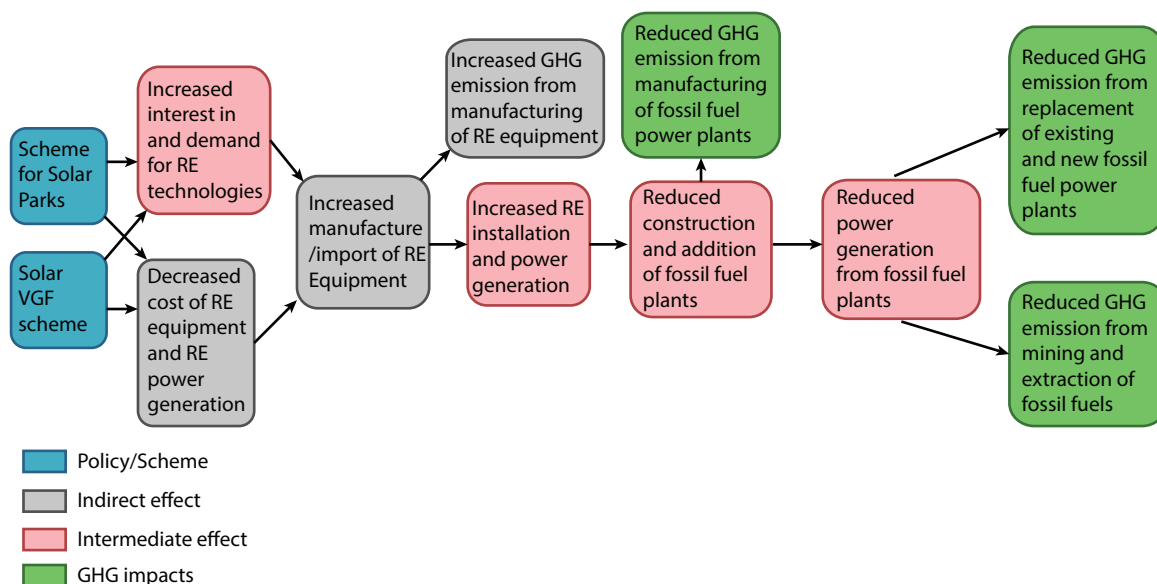 Scheme
for Solar
Parks
Solar
VGF
scheme
Increased
interest in
and demand
for RE
technologies
Decreased
cost of RE
equipment
and RE
power
generation
Increased
manufacture
/import of RE
Equipment
Increased GHG
emission from
manufacturing
of RE equipment
Increased RE
installation
and power
generation
Reduced GHG
emission from
manufacturing
of fossil fuel
power plants
Reduced
construction
and addition
of fossil fuel
plants
Reduced
power
generation
from fossil fuel
plants
Reduced GHG
emission from
replacement
of existing
and new fossil
fuel power
plants
Reduced GHG
emission from
mining and
extraction of
fossil fuels
Policy/Scheme
Indirect effect
Intermediate effect
GHG impacts